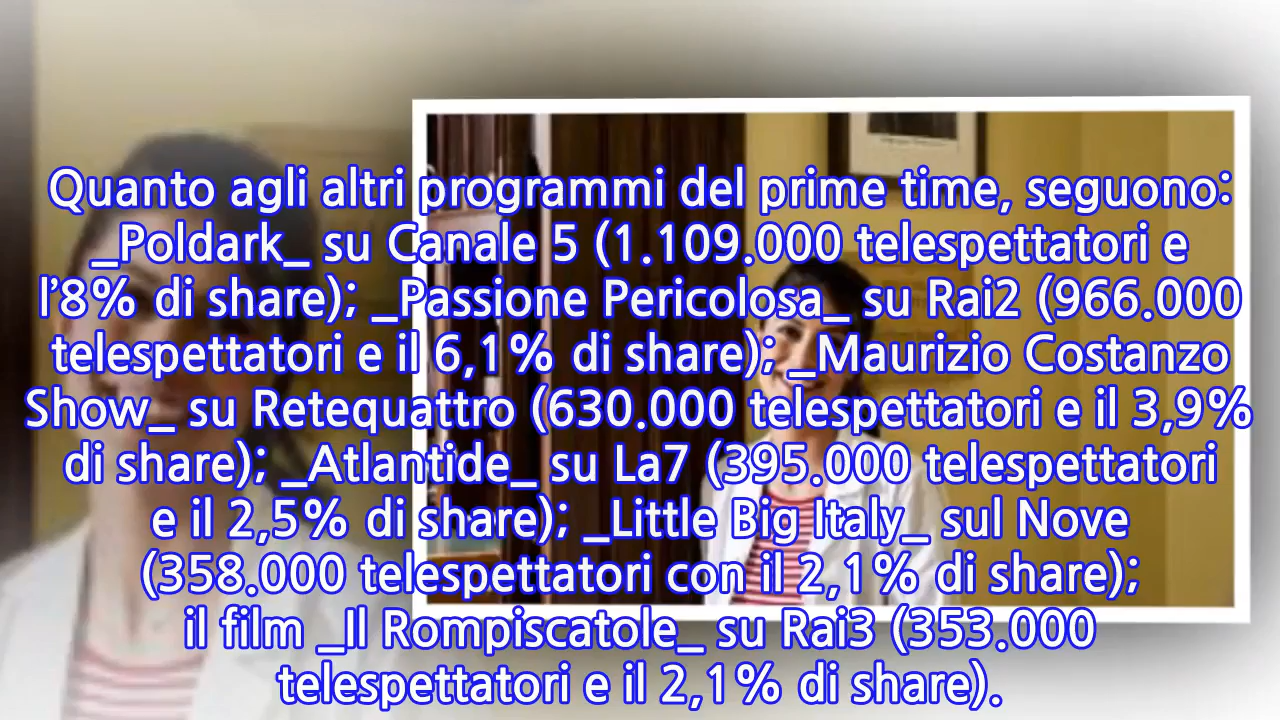 Quanto agli altri programmi del prime time, seguono:
_Poldark_ su Canale 5 (1.109.000 telespettatori e
l'8% di share); _Passione Pericolosa_ su Rai2 (966.000
telespettatori e il 6,1% di share); _Maurizio Costanzo
Show_ su Retequattro (630.000 telespettatori e il 3,9%
di share); _Atlantide_ su La7 (395.000 telespettatori
e il 2,5% di share); _Little Big Italy_ sul Nove
(358.000 telespettatori con il 2,1% di share);
il film _Il Rompiscatole_ su Rai3 (353.000
telespettatori e il 2,1% di share).